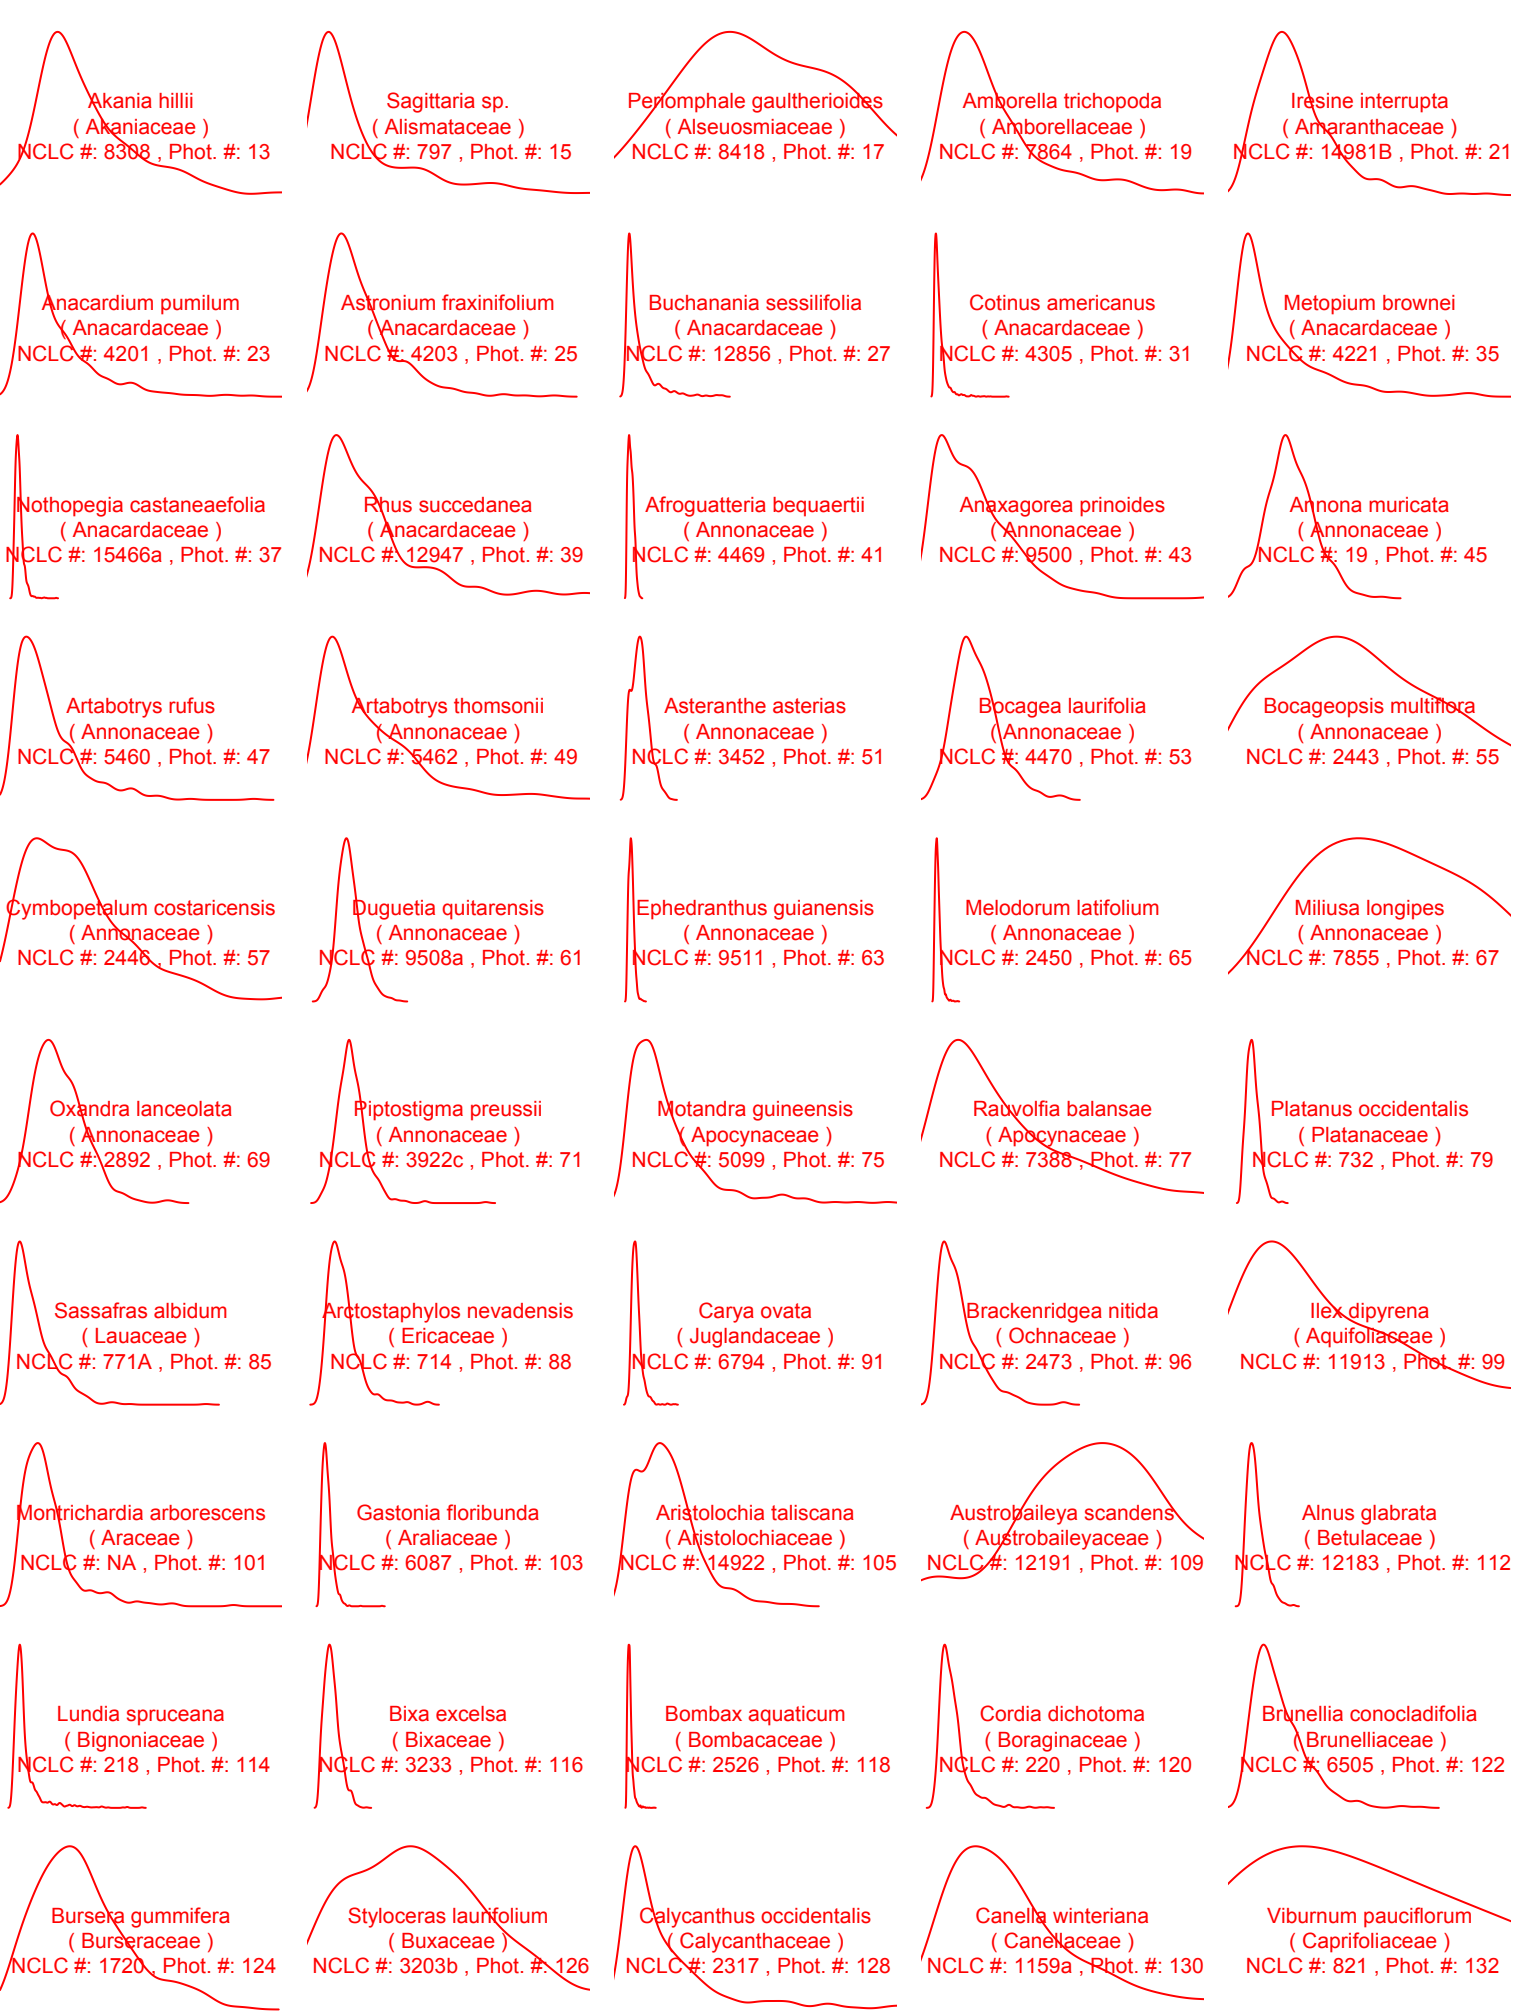 Akania hillii
( Akaniaceae )
NCLC #: 8308 , Phot. #: 13
Sagittaria sp.
( Alismataceae )
NCLC #: 797 , Phot. #: 15
Periomphale gaultherioides
( Alseuosmiaceae )
NCLC #: 8418 , Phot. #: 17
Amborella trichopoda
( Amborellaceae )
NCLC #: 7864 , Phot. #: 19
Iresine interrupta
( Amaranthaceae )
NCLC #: 14981B , Phot. #: 21
Anacardium pumilum
( Anacardaceae )
NCLC #: 4201 , Phot. #: 23
Astronium fraxinifolium
( Anacardaceae )
NCLC #: 4203 , Phot. #: 25
Buchanania sessilifolia
( Anacardaceae )
NCLC #: 12856 , Phot. #: 27
Cotinus americanus
( Anacardaceae )
NCLC #: 4305 , Phot. #: 31
Metopium brownei
( Anacardaceae )
NCLC #: 4221 , Phot. #: 35
Nothopegia castaneaefolia
( Anacardaceae )
NCLC #: 15466a , Phot. #: 37
Rhus succedanea
( Anacardaceae )
NCLC #: 12947 , Phot. #: 39
Afroguatteria bequaertii
( Annonaceae )
NCLC #: 4469 , Phot. #: 41
Anaxagorea prinoides
( Annonaceae )
NCLC #: 9500 , Phot. #: 43
Annona muricata
( Annonaceae )
NCLC #: 19 , Phot. #: 45
Artabotrys rufus
( Annonaceae )
NCLC #: 5460 , Phot. #: 47
Artabotrys thomsonii
( Annonaceae )
NCLC #: 5462 , Phot. #: 49
Asteranthe asterias
( Annonaceae )
NCLC #: 3452 , Phot. #: 51
Bocagea laurifolia
( Annonaceae )
NCLC #: 4470 , Phot. #: 53
Bocageopsis multiflora
( Annonaceae )
NCLC #: 2443 , Phot. #: 55
Cymbopetalum costaricensis
( Annonaceae )
NCLC #: 2446 , Phot. #: 57
Duguetia quitarensis
( Annonaceae )
NCLC #: 9508a , Phot. #: 61
Ephedranthus guianensis
( Annonaceae )
NCLC #: 9511 , Phot. #: 63
Melodorum latifolium
( Annonaceae )
NCLC #: 2450 , Phot. #: 65
Miliusa longipes
( Annonaceae )
NCLC #: 7855 , Phot. #: 67
Oxandra lanceolata
( Annonaceae )
NCLC #: 2892 , Phot. #: 69
Piptostigma preussii
( Annonaceae )
NCLC #: 3922c , Phot. #: 71
Motandra guineensis
( Apocynaceae )
NCLC #: 5099 , Phot. #: 75
Rauvolfia balansae
( Apocynaceae )
NCLC #: 7388 , Phot. #: 77
Platanus occidentalis
( Platanaceae )
NCLC #: 732 , Phot. #: 79
Sassafras albidum
( Lauaceae )
NCLC #: 771A , Phot. #: 85
Arctostaphylos nevadensis
( Ericaceae )
NCLC #: 714 , Phot. #: 88
Carya ovata
( Juglandaceae )
NCLC #: 6794 , Phot. #: 91
Brackenridgea nitida
( Ochnaceae )
NCLC #: 2473 , Phot. #: 96
Ilex dipyrena
( Aquifoliaceae )
NCLC #: 11913 , Phot. #: 99
Montrichardia arborescens
( Araceae )
NCLC #: NA , Phot. #: 101
Gastonia floribunda
( Araliaceae )
NCLC #: 6087 , Phot. #: 103
Aristolochia taliscana
( Aristolochiaceae )
NCLC #: 14922 , Phot. #: 105
Austrobaileya scandens
( Austrobaileyaceae )
NCLC #: 12191 , Phot. #: 109
Alnus glabrata
( Betulaceae )
NCLC #: 12183 , Phot. #: 112
Lundia spruceana
( Bignoniaceae )
NCLC #: 218 , Phot. #: 114
Bixa excelsa
( Bixaceae )
NCLC #: 3233 , Phot. #: 116
Bombax aquaticum
( Bombacaceae )
NCLC #: 2526 , Phot. #: 118
Cordia dichotoma
( Boraginaceae )
NCLC #: 220 , Phot. #: 120
Brunellia conocladifolia
( Brunelliaceae )
NCLC #: 6505 , Phot. #: 122
Bursera gummifera
( Burseraceae )
NCLC #: 1720 , Phot. #: 124
Styloceras laurifolium
( Buxaceae )
NCLC #: 3203b , Phot. #: 126
Calycanthus occidentalis
( Calycanthaceae )
NCLC #: 2317 , Phot. #: 128
Canella winteriana
( Canellaceae )
NCLC #: 1159a , Phot. #: 130
Viburnum pauciflorum
( Caprifoliaceae )
NCLC #: 821 , Phot. #: 132